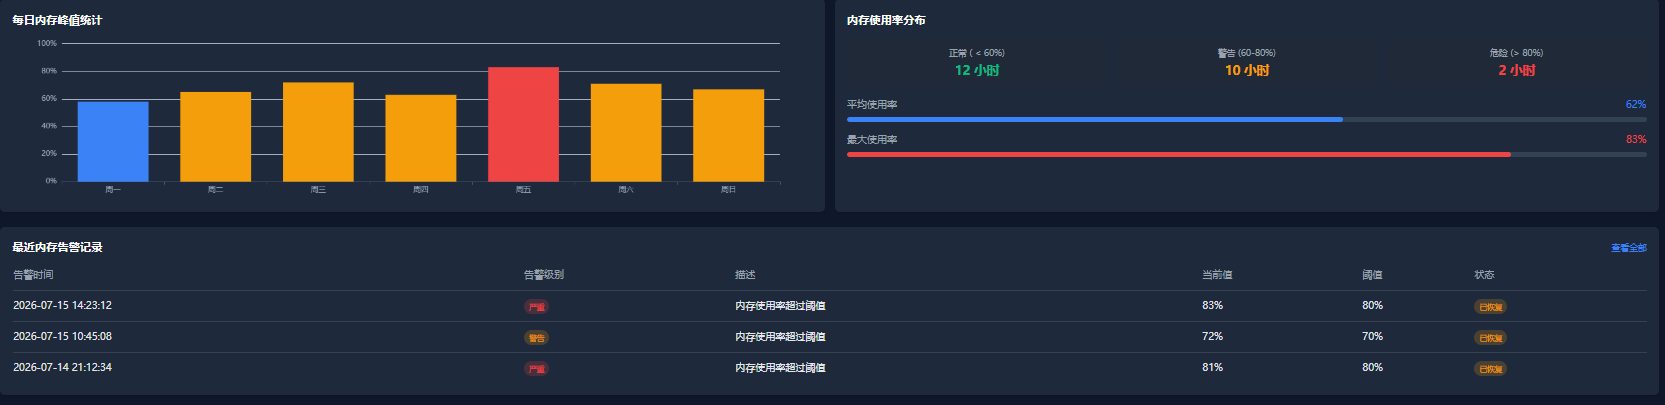 每日内存峰值统计
100%
80%
60%
40%
20%
0%
周一 周二 周三 周四 周五 周六 周日
内存使用率分布
正常 ( < 60%) 警告 (60-80%) 危险 (> 80%)
12 小时 10 小时 2 小时
平均使用率 62%
最大使用率 83%
最近内存告警记录 查看全部
告警时间 告警级别 描述 当前值 阈值 状态
2026-07-15 14:23:12 严重 内存使用率超过阈值 83% 80% 已恢复
2026-07-15 10:45:08 警告 内存使用率超过阈值 72% 70% 已恢复
2026-07-14 21:12:34 严重 内存使用率超过阈值 81% 80% 已恢复